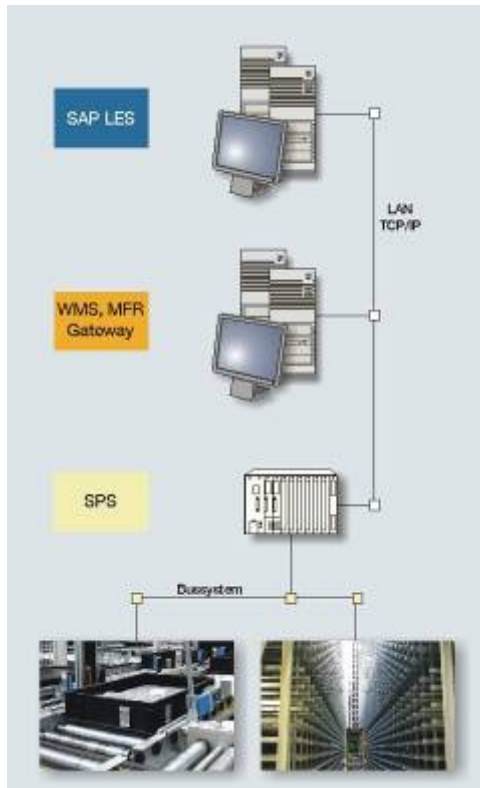 SAP LES
LAN
TCP/IP
WMS, MFR
Gateway
SPS
Bussystem